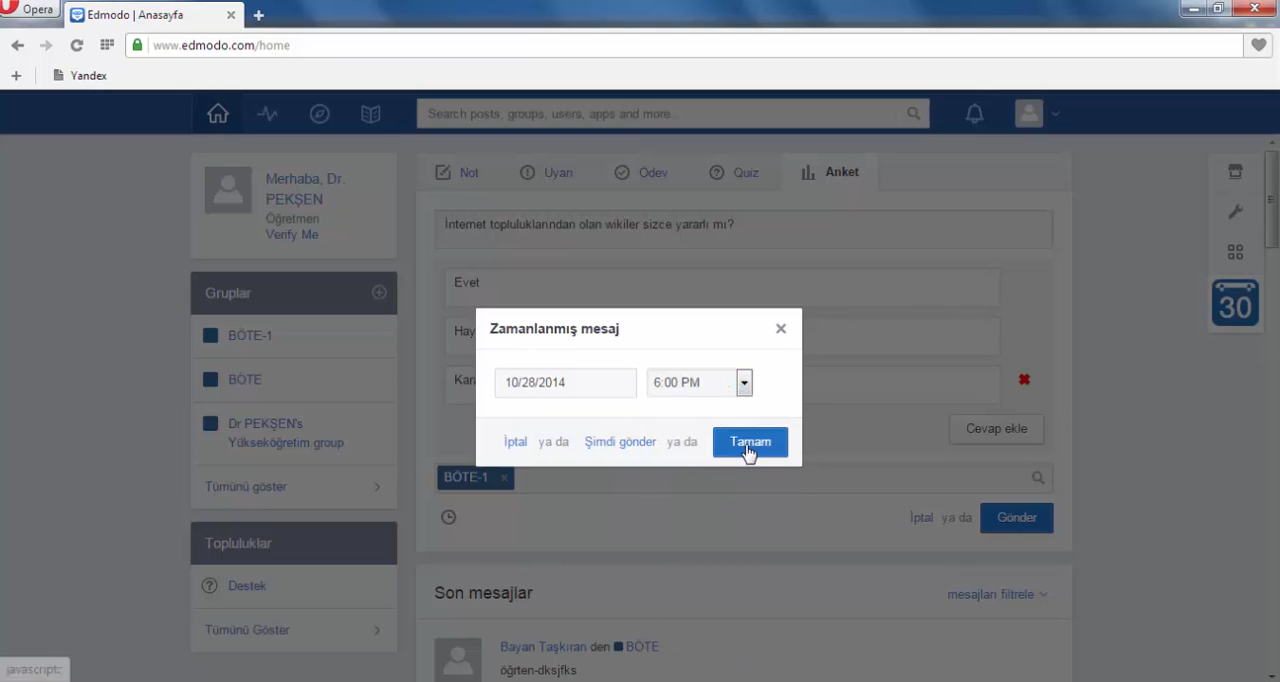 Opera
Edmodo | Anasayfa
www.edmodo.com/home
Yandex
Search posts, groups, users, apps and more...
Merhaba, Dr.
PEKŞEN
Öğretmen
Verify Me
Not
Uyarı
Ödev
Quiz
Anket
İnternet topluluklarından olan wikiler sizce yararlı mı?
Evet
Gruplar
BÖTE-1
BÖTE
Dr PEKŞEN's
Yükseköğretim group
Tümünü göster
Zamanlanmış mesaj
10/28/2014
6:00 PM
İptal ya da Şimdi gönder ya da Tamam
30
Cevap ekle
BÖTE-1 x
İptal ya da Gönder
Topluluklar
Destek
Tümünü Göster
Son mesajlar
mesajları filtrele
Bayan Taşkıran den BÖTE
öğrten-dksjfks
javascript: